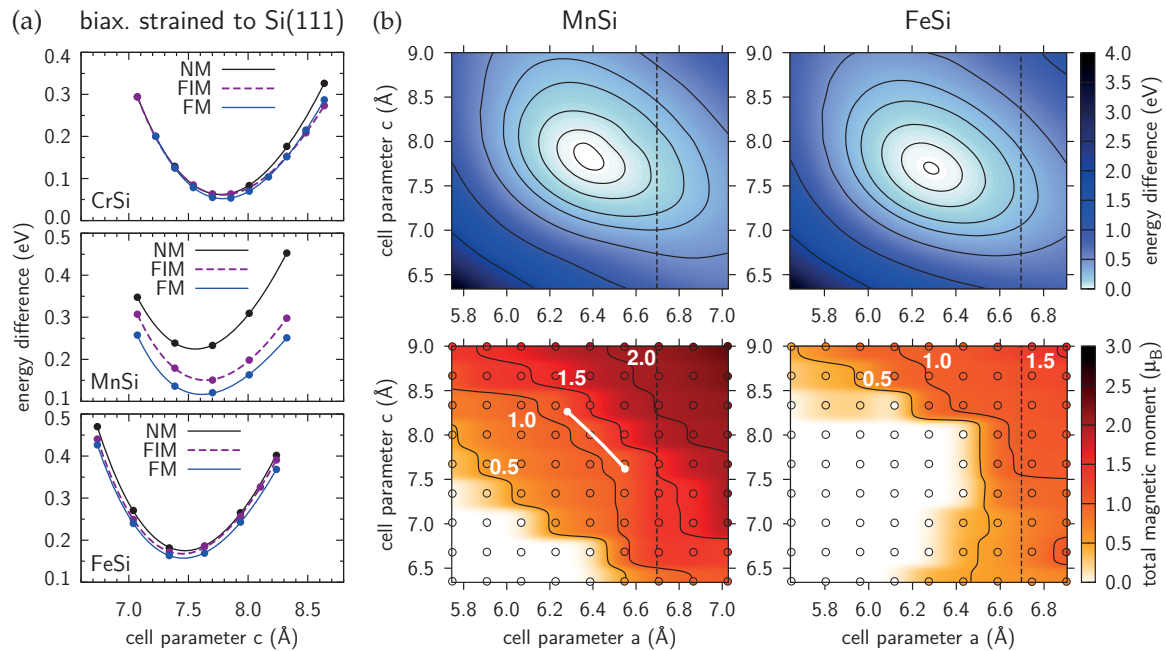 (a) biax. strained to Si(111)
energy difference (eV)
0.4
0.3
0.2
0.1
0.0
NM
FIM
FM
CrSi
0.5
0.4
0.3
0.2
0.1
NM
FIM
FM
MnSi
0.5
0.4
0.3
0.2
0.1
NM
FIM
FM
FeSi
7.0 7.5 8.0 8.5
cell parameter c (Å)
(b) MnSi FeSi
cell parameter c (Å)
9.0
8.5
8.0
7.5
7.0
6.5
5.8 6.0 6.2 6.4 6.6 6.8 7.0
5.8 6.0 6.2 6.4 6.6 6.8
4.0
3.5
3.0
2.5
2.0
1.5
1.0
0.5
0.0
energy difference (eV)
cell parameter c (Å)
9.0
8.5
8.0
7.5
7.0
6.5
2.0
1.5
1.0
0.5
5.8 6.0 6.2 6.4 6.6 6.8 7.0
cell parameter a (Å)
0.5 1.0 1.5
5.8 6.0 6.2 6.4 6.6 6.8
cell parameter a (Å)
3.0
2.5
2.0
1.5
1.0
0.5
0.0
total magnetic moment (μB)